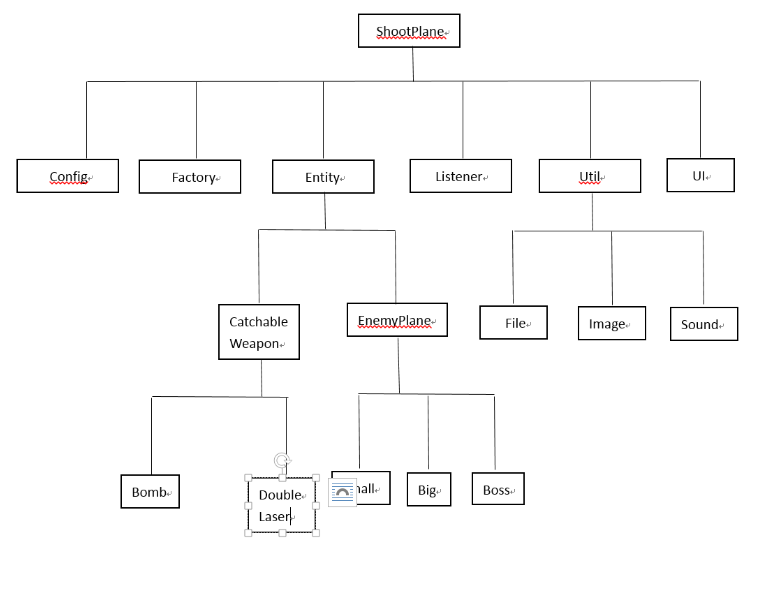 ShootPlane
Config
Factory
Entity
Listener
Util
UI
Catchable
Weapon
EnemyPlane
File
Image
Sound
Bomb
Double
Laser
Big
Boss